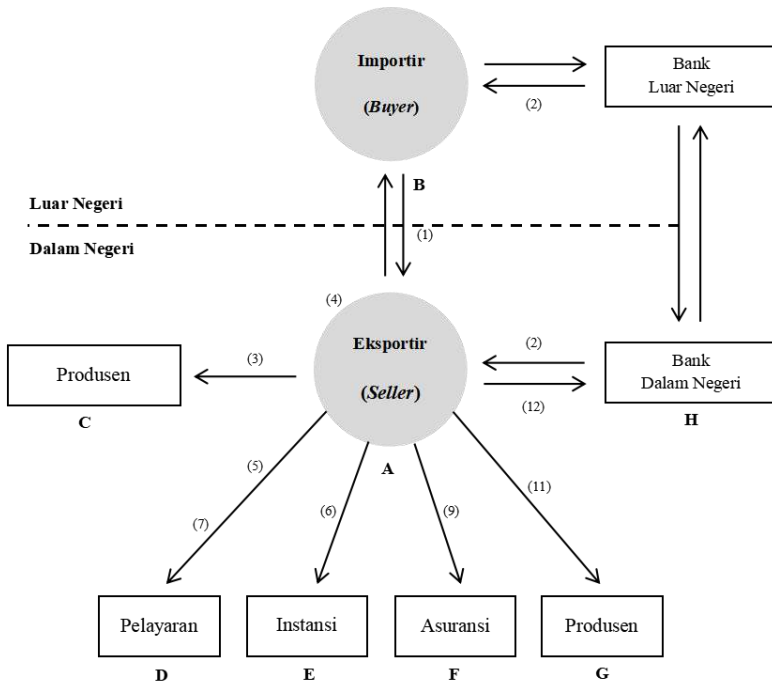 Importir
(Buyer)
Bank
Luar Negeri
(2)
B
Luar Negeri
(1)
Dalam Negeri
(4)
Eksportir
(Seller)
Produsen
(3)
(2)
Bank
Dalam Negeri
(12)
C
H
A
(5)
(11)
(7)
(6)
(9)
Pelayaran
Instansi
Asuransi
Produsen
D
E
F
G